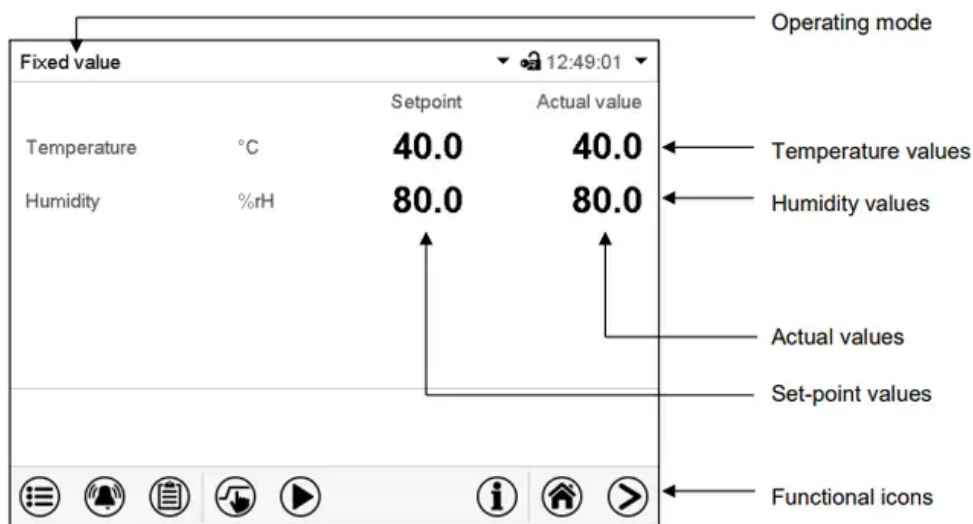 Operating mode
Fixed value 12:49:01
Setpoint Actual value
Temperature °C 40.0 40.0 Temperature values
Humidity %rH 80.0 80.0 Humidity values
Actual values
Set-point values
Functional icons